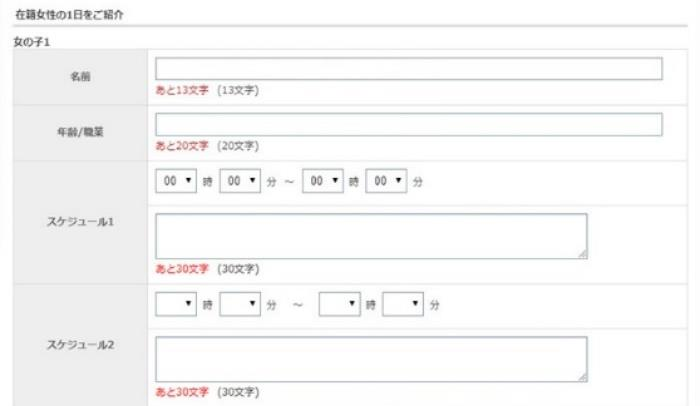 在籍女性の1日をご紹介
女の子1
名前
あと13文字 (13文字)
年齢/職業
あと20文字 (20文字)
スケジュール1
00 時 00 分 ~ 00 時 00 分
あと30文字 (30文字)
スケジュール2
時 分 ~ 時 分
あと30文字 (30文字)